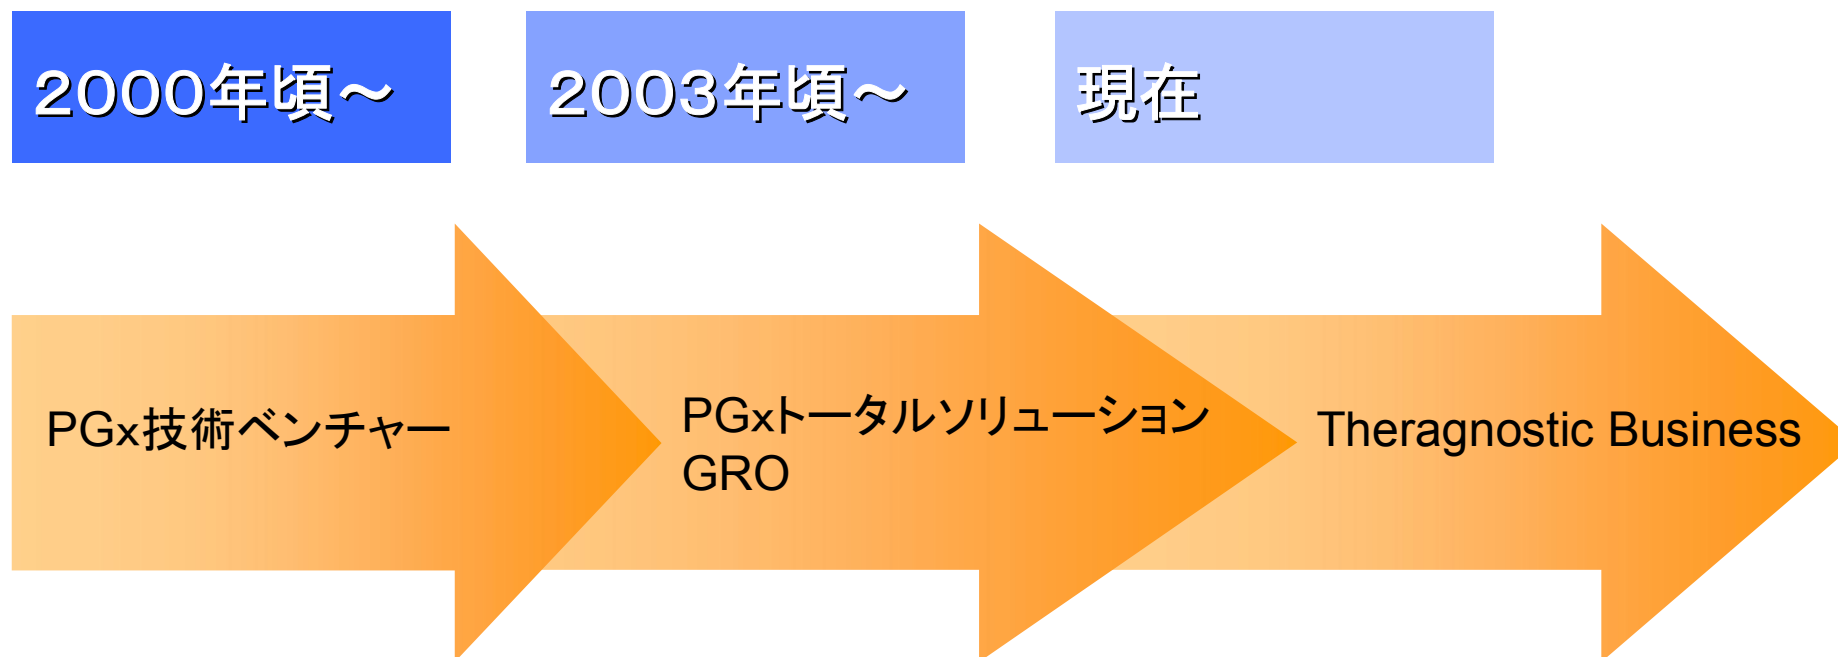 ２０００年頃～
２００３年頃～
現在
PGx技術ベンチャー
PGxトータルソリューション
GRO
Theragnostic Business